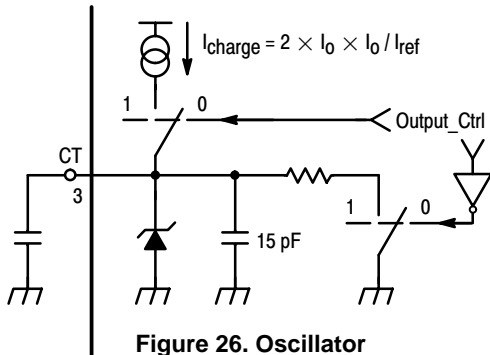 I_charge = 2 × I_o × I_o / I_ref
1 0
Output_Ctrl
CT
3
1 0
15 pF
Figure 26. Oscillator